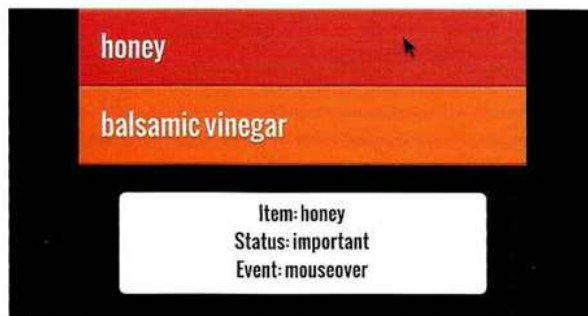 honey
balsamic vinegar
Item: honey
Status: important
Event: mouseover